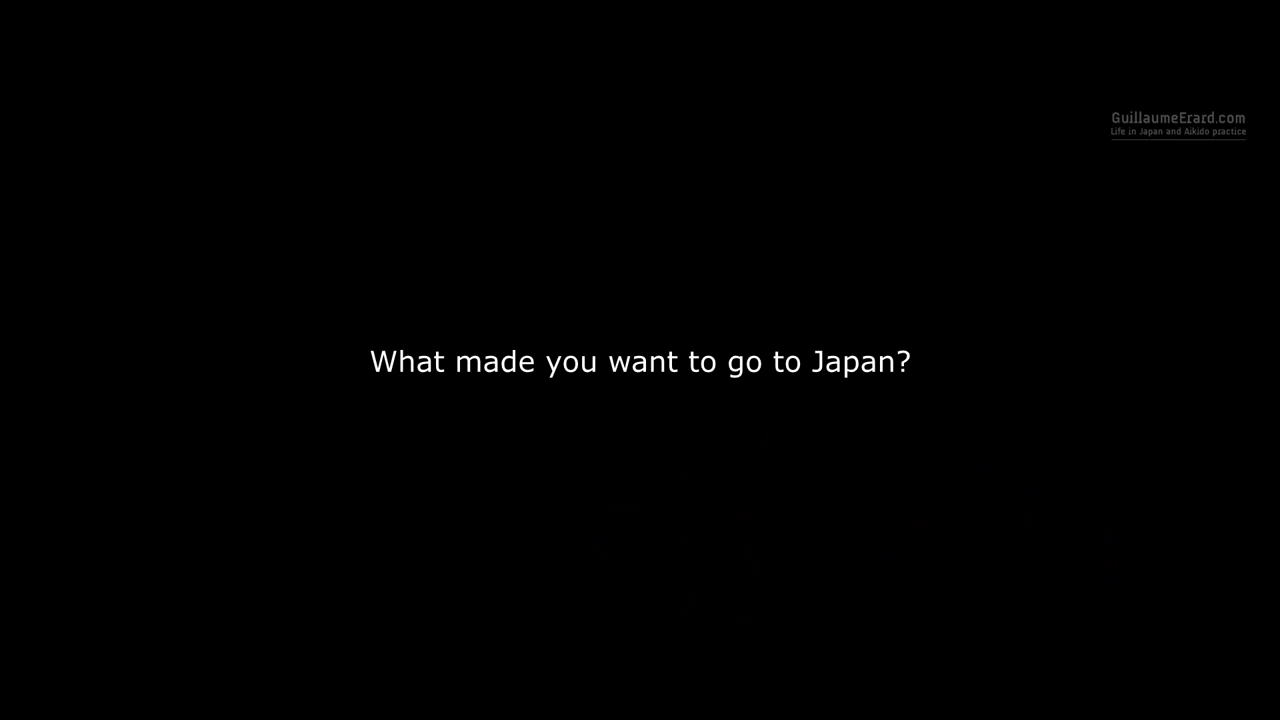 GuillaumeErard.com
Life in Japan and Aikido practice
What made you want to go to Japan?